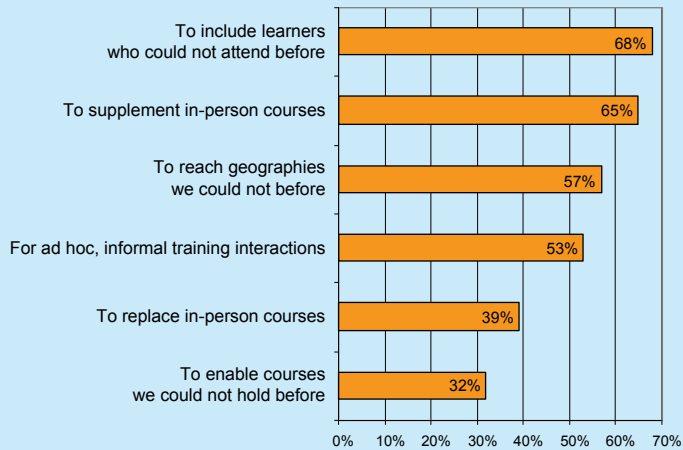 To include learners
who could not attend before
68%
To supplement in-person courses
65%
To reach geographies
we could not before
57%
For ad hoc, informal training interactions
53%
To replace in-person courses
39%
To enable courses
we could not hold before
32%
0% 10% 20% 30% 40% 50% 60% 70%